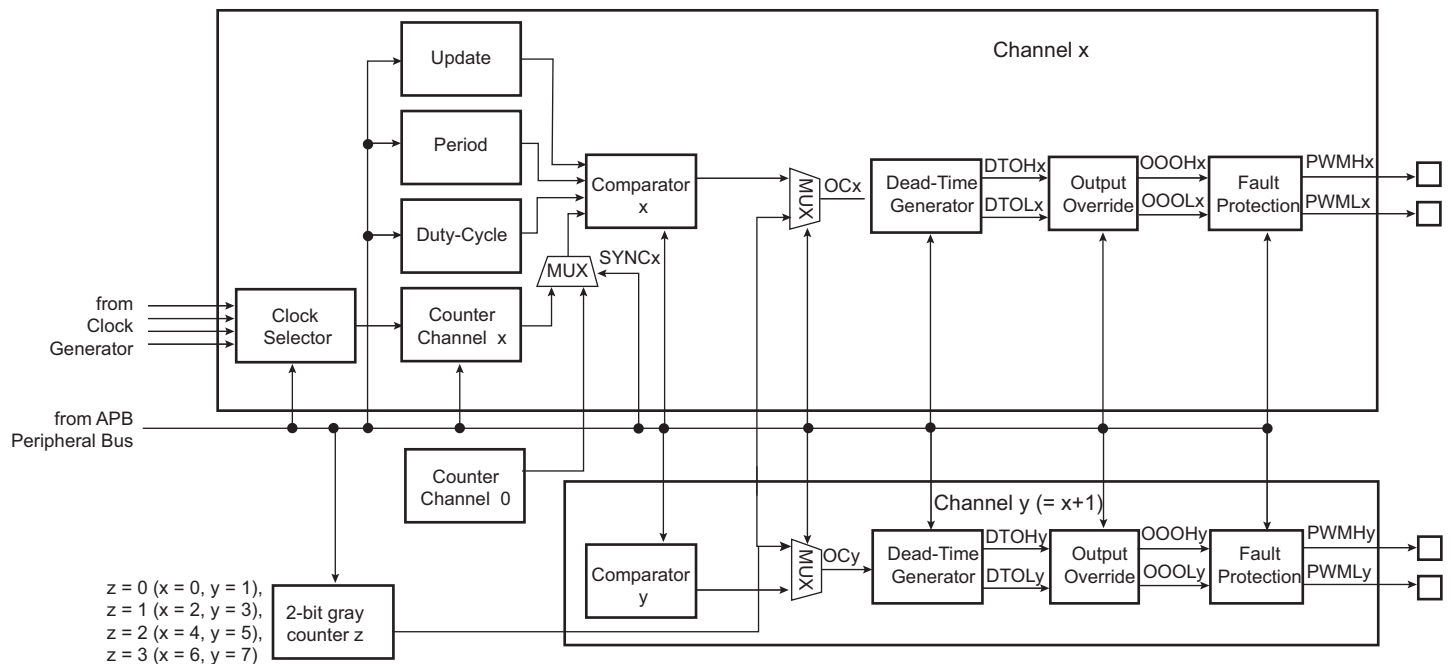 Channel x
Update
Period
Comparator
x
MUX
OCx
Dead-Time
Generator
DTOHx
DTOLx
Output
Override
OOOHx
OOOLx
Fault
Protection
PWMHx
PWMLx
Duty-Cycle
MUX
SYNCx
from
Clock
Generator
Clock
Selector
Counter
Channel x
from APB
Peripheral Bus
Counter
Channel 0
Channel y (= x+1)
Comparator
y
MUX
OCy
Dead-Time
Generator
DTOHy
DTOLy
Output
Override
OOOHy
OOOLy
Fault
Protection
PWMHy
PWMLy
z = 0 (x = 0, y = 1),
z = 1 (x = 2, y = 3),
z = 2 (x = 4, y = 5),
z = 3 (x = 6, y = 7)
2-bit gray
counter z